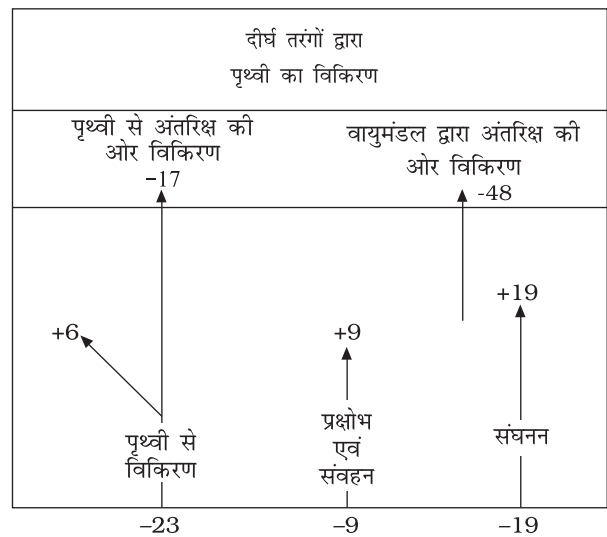 दीर्घ तरंगों द्वारा
पृथ्वी का विकिरण
पृथ्वी से अंतरिक्ष की
ओर विकिरण
–17
वायुमंडल द्वारा अंतरिक्ष की
ओर विकिरण
-48
+6
+9
+19
पृथ्वी से
विकिरण
प्रक्षोभ
एवं
संवहन
संघनन
–23
–9
–19